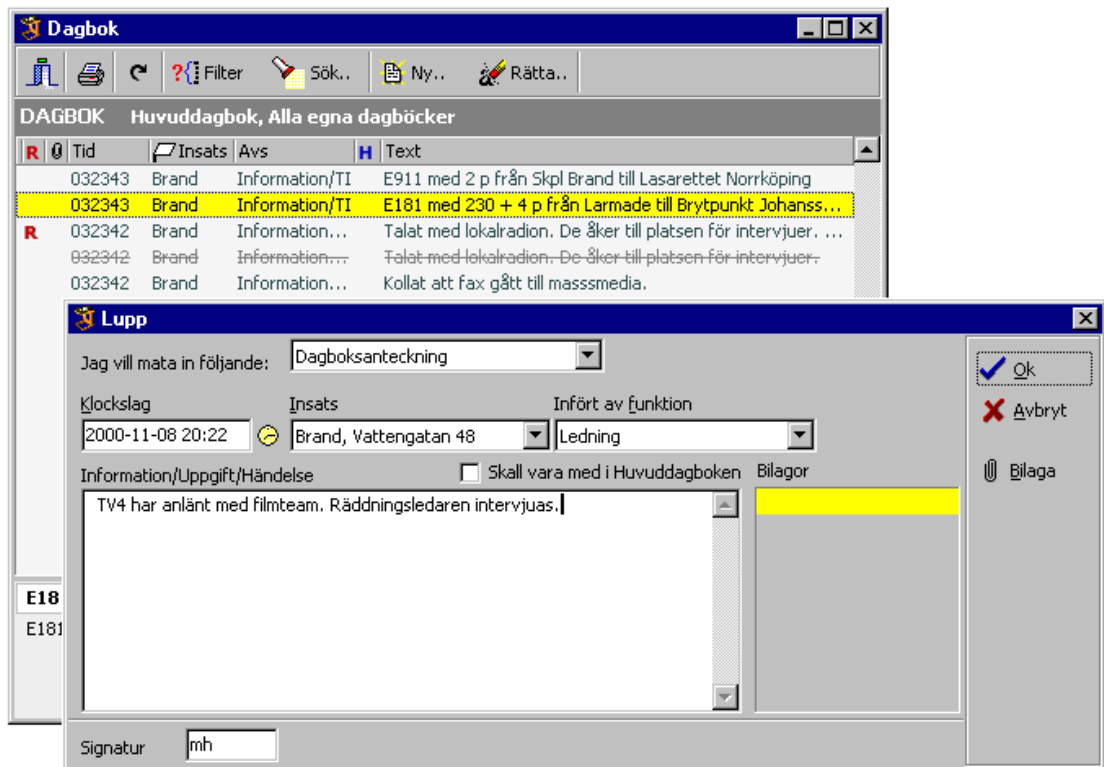 Dagbok
Filter Sök.. Ny.. Rätta..
DAGBOK Huvuddagbok, Alla egna dagböcker
R Tid Insats Avs H Text
032343 Brand Information/TI E911 med 2 p från Skpl Brand till Lasarettet Norrköping
032343 Brand Information/TI E181 med 230 + 4 p från Larmade till Brytpunkt Johanss...
R 032342 Brand Information... Talat med lokalradion. De åker till platsen för intervjuer. ...
032342 Brand Information... Talat med lokalradion. De åker till platsen för intervjuer.
032342 Brand Information... Kollat att fax gått till masssmedia.
E18
E181
Lupp
Jag vill mata in följande: Dagboksanteckning
Ok
Klockslag Insats Infört av funktion
Avbryt
2000-11-08 20:22 Brand, Vattengatan 48 Ledning
Information/Uppgift/Händelse Skall vara med i Huvuddagboken Bilagor
Bilaga
TV4 har anlänt med filmteam. Räddningsledaren intervjuas.
Signatur mh